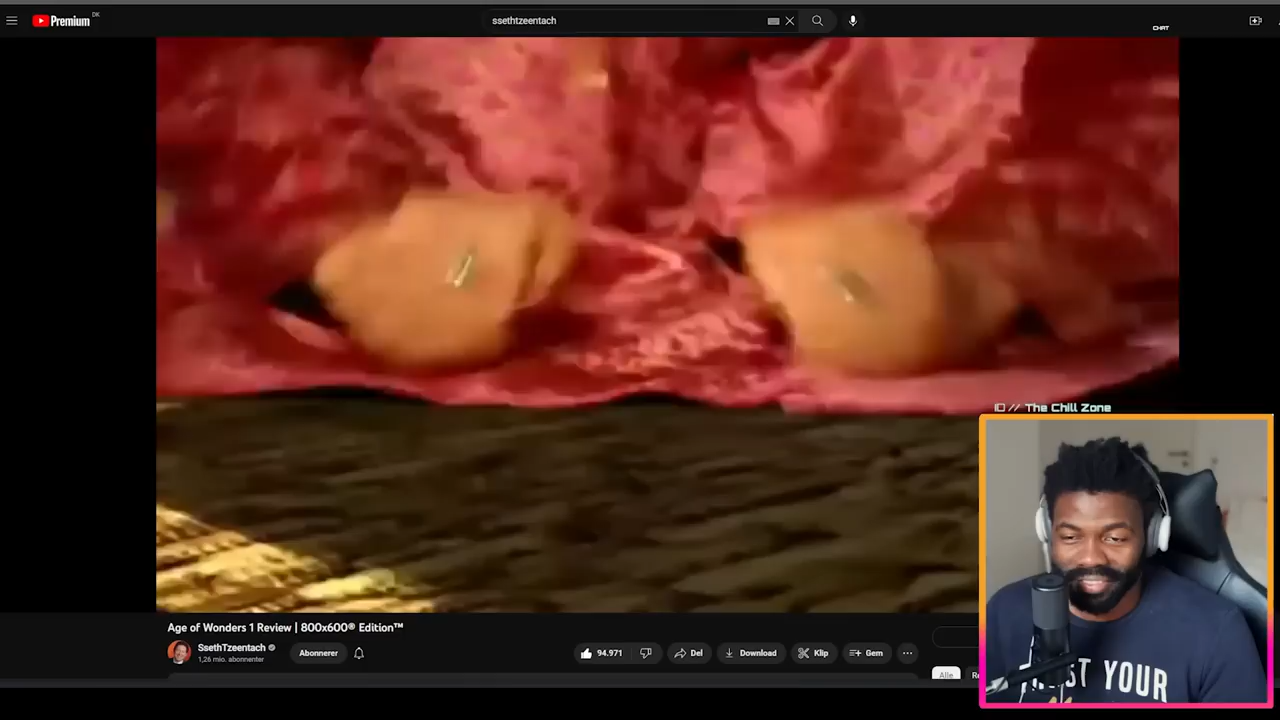 Premium DK
ssethtzeentach
CHAT
ID // The Chill Zone
Age of Wonders 1 Review | 800x600® Edition™
SsethTzeentach
1,26 mio. abonnenter
Abonnerer
94.971
Del
Download
Klip
Gem
Alle
YOUR